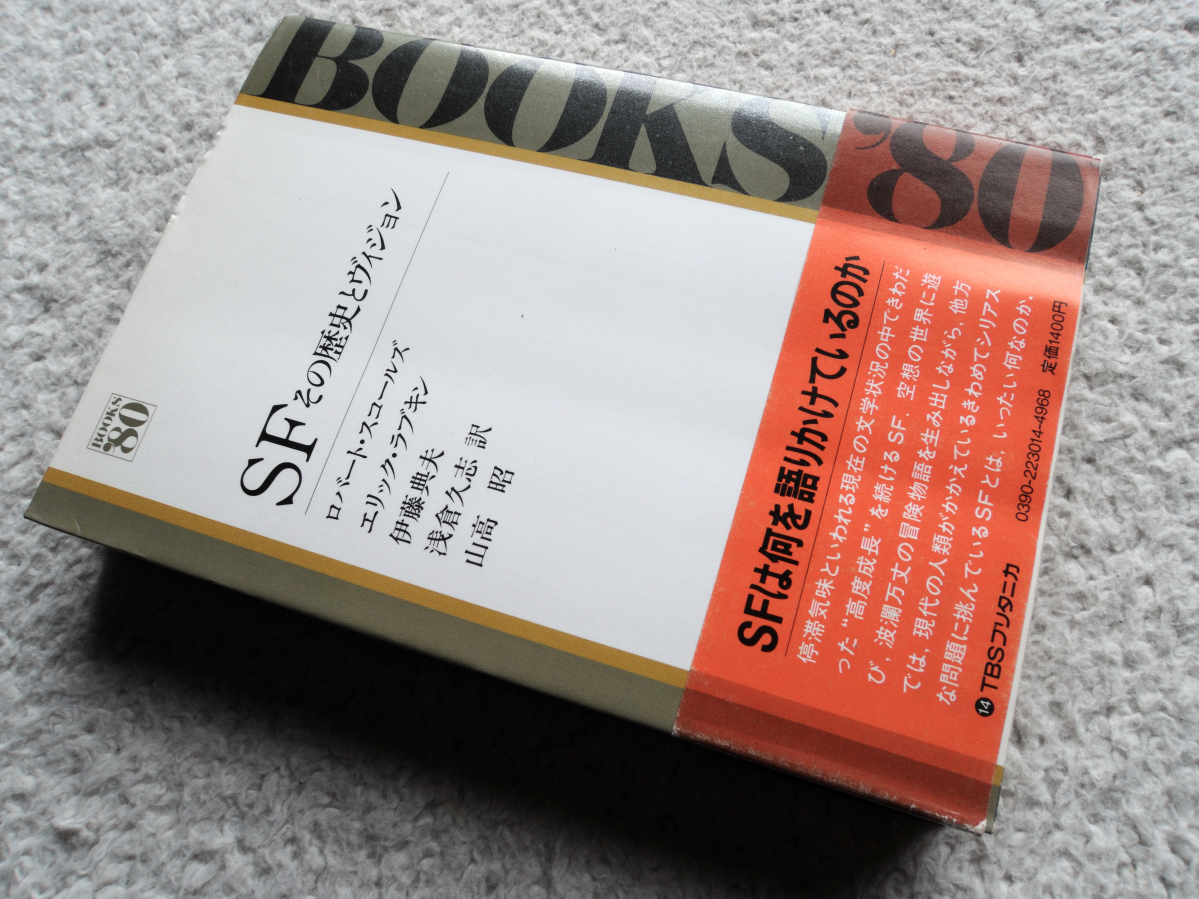 BOOKS '80
SF その歴史とヴィジョン
ロバート・スコールズ
エリック・ラブキン
伊藤典夫
浅倉久志 訳
山高 昭
BOOKS
'80
SFは何を語りかけているのか
停滞気味といわれる現在の文学状況の中できわだ
った“高度成長”を続けるSF。空想の世界に遊
び、波瀾万丈の冒険物語を生み出しながら、他方
では、現代の人類がかかえているきわめてシリアス
な問題に挑んでいるSFとは、いったい何なのか、
⑭ TBSブリタニカ 0390-223014-4968 定価1400円